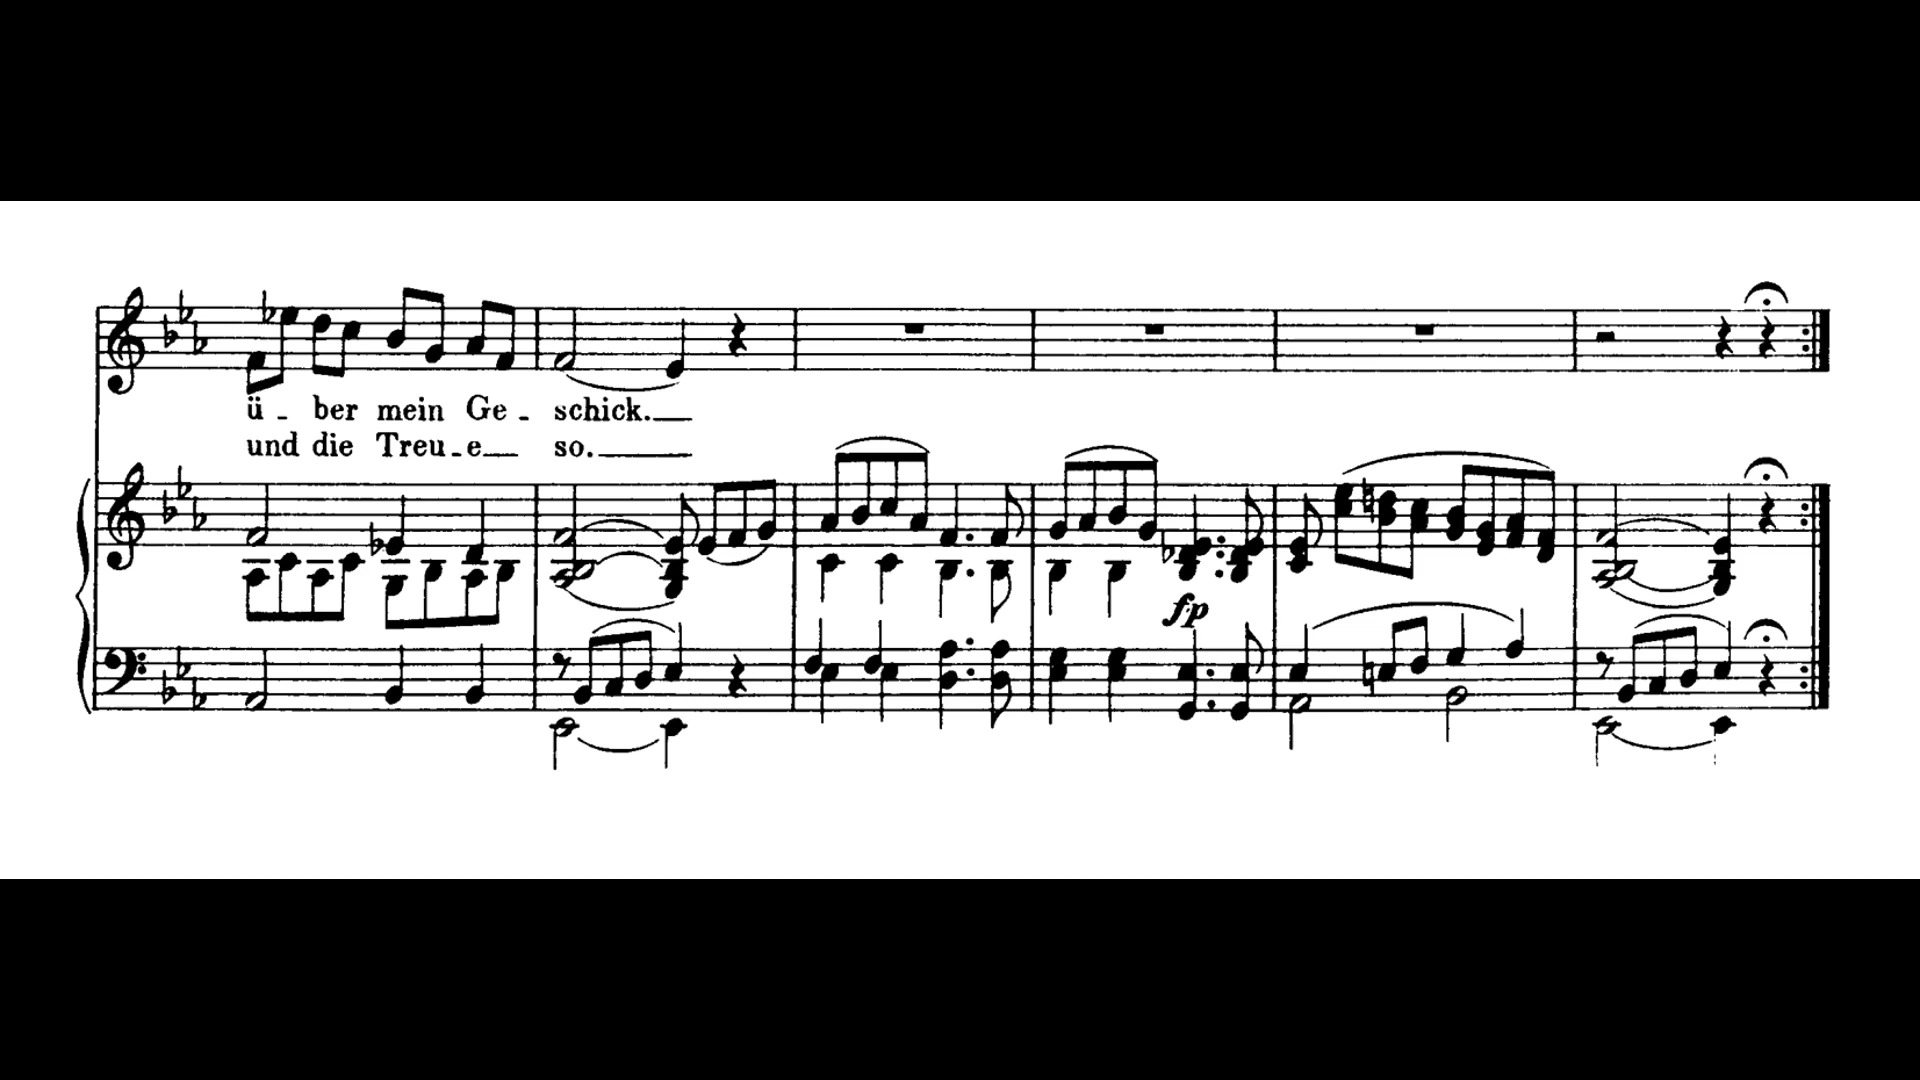 ü - ber mein Ge - schick.
und die Treu - e so.
fp